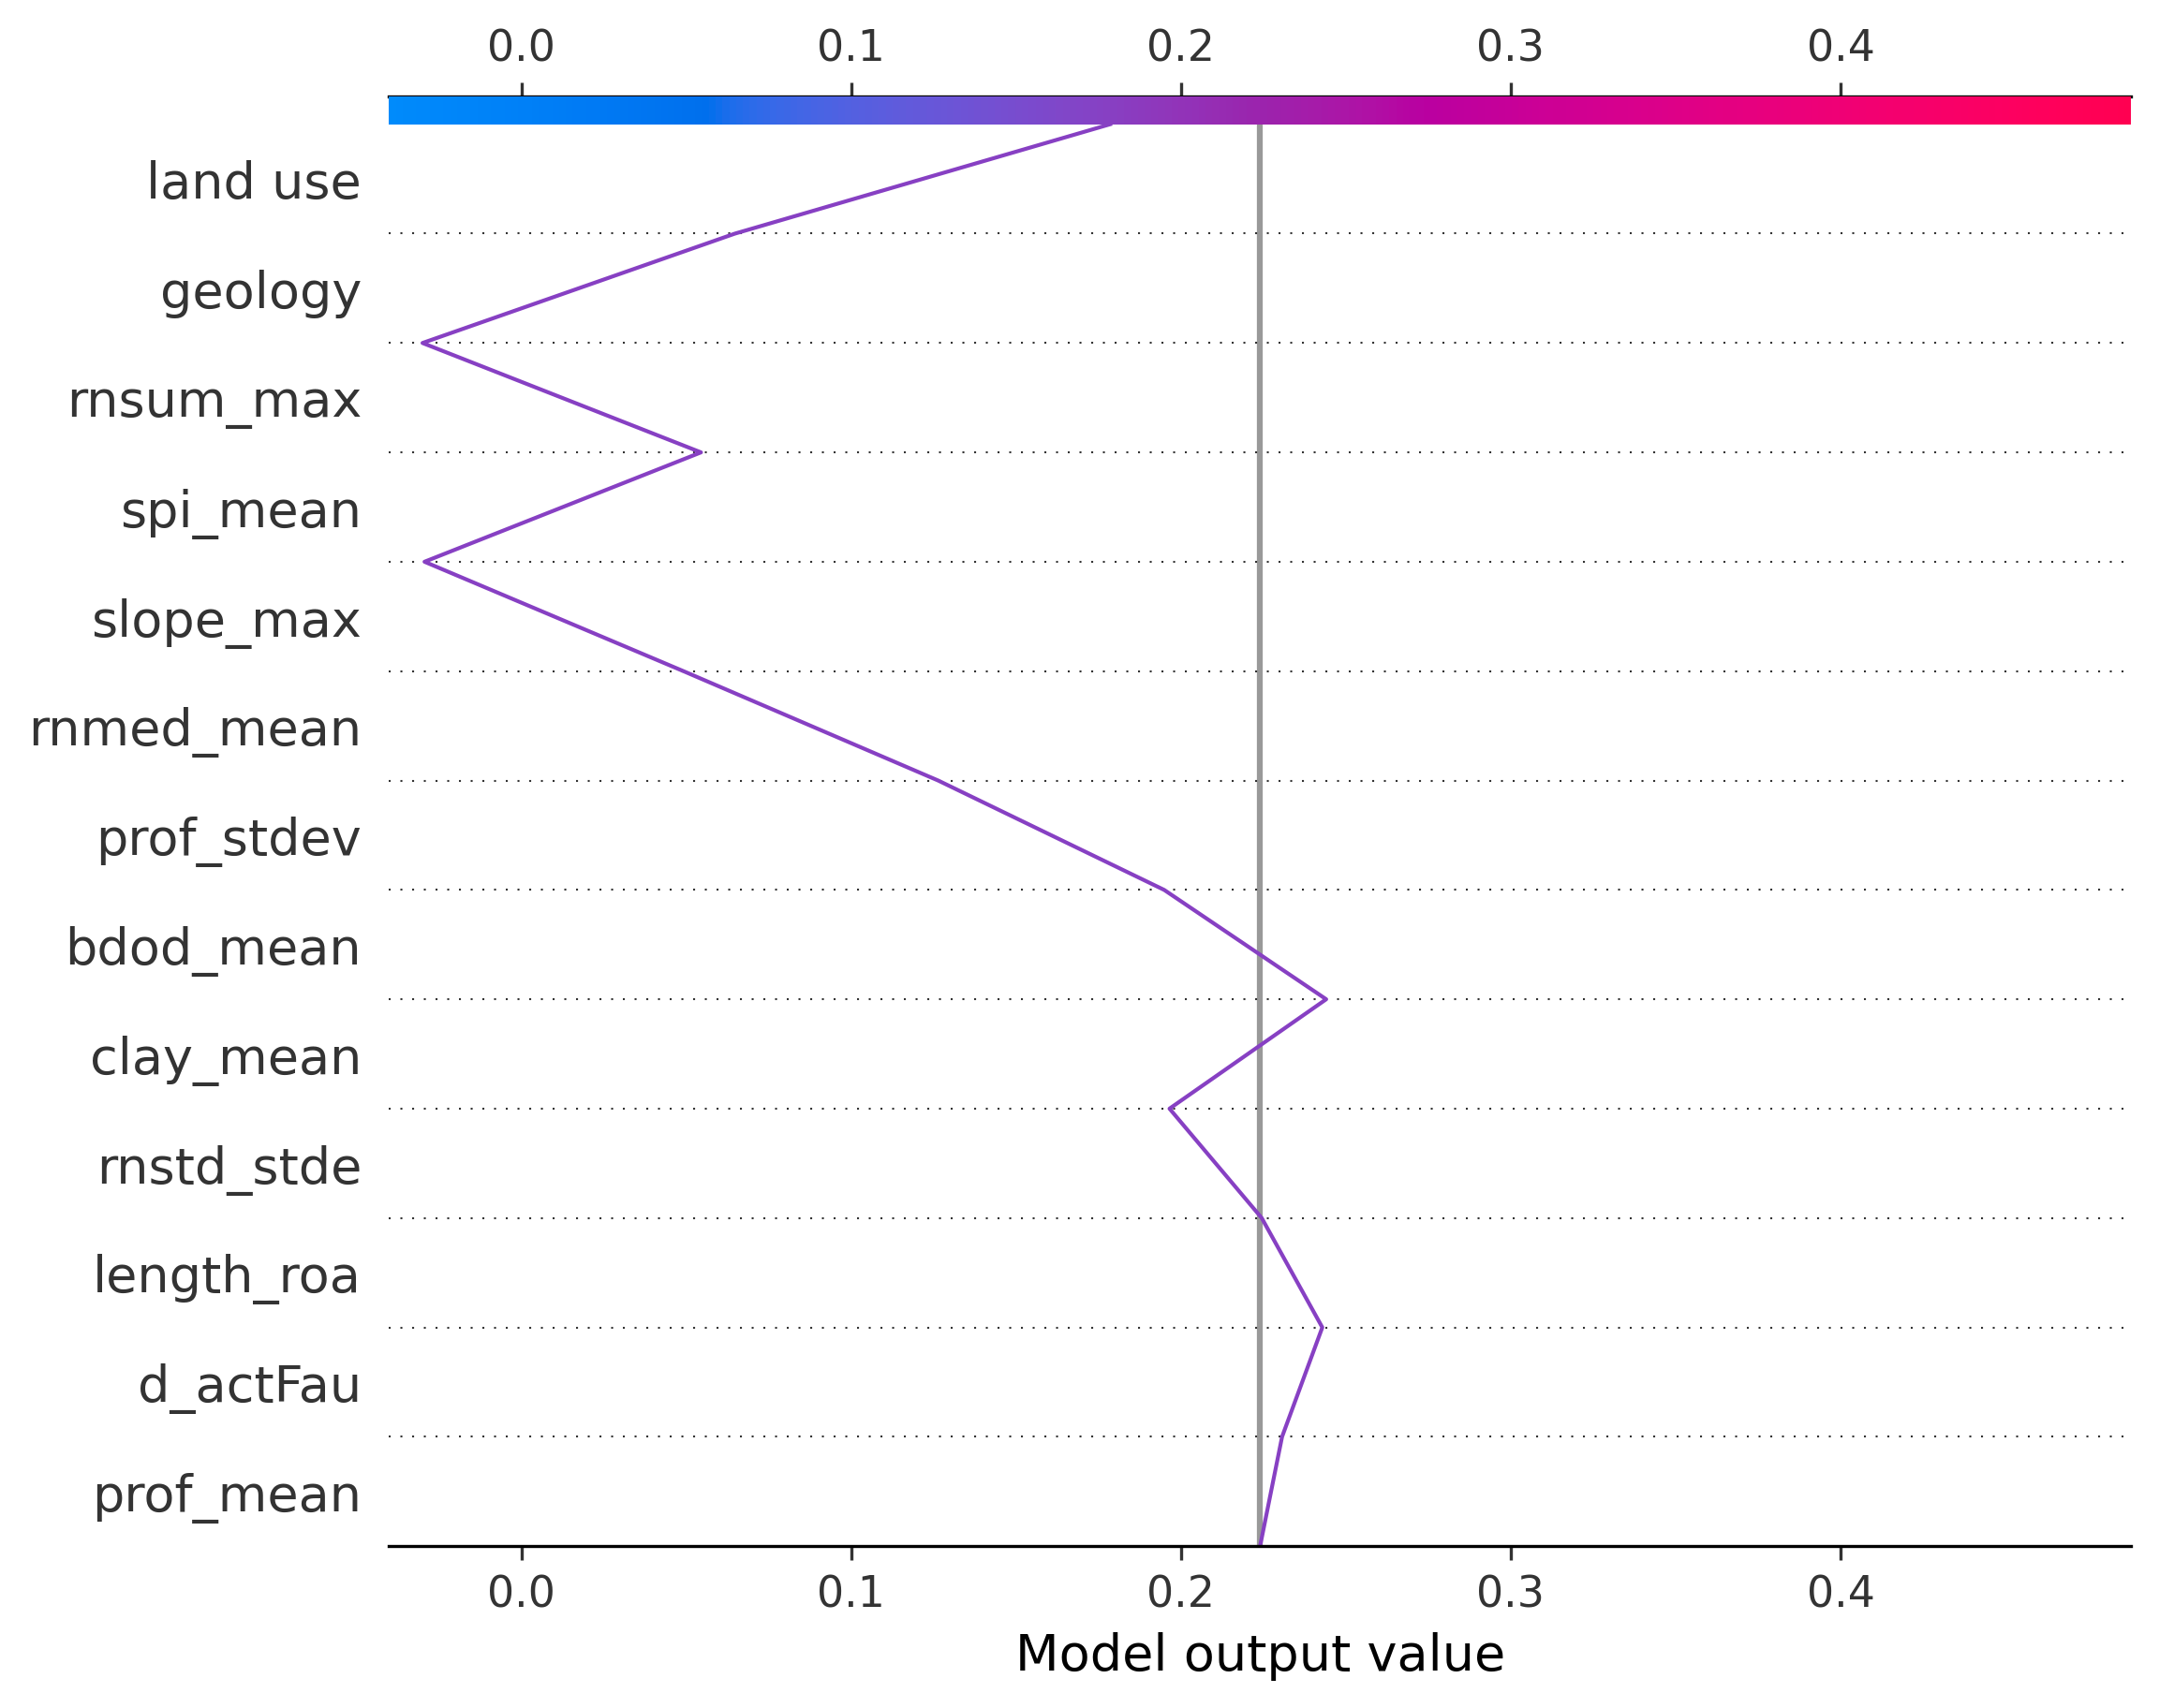 0.0 0.1 0.2 0.3 0.4
land use
geology
rnsum_max
spi_mean
slope_max
rnmed_mean
prof_stdev
bdod_mean
clay_mean
rnstd_stde
length_roa
d_actFau
prof_mean
0.0 0.1 0.2 0.3 0.4
Model output value